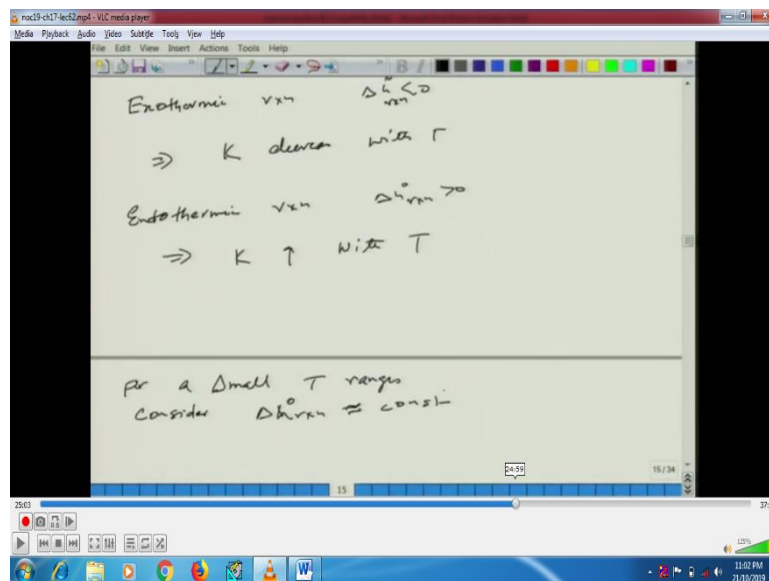 noc19-ch17-lec62.mp4 - VLC media player
Media Playback Audio Video Subtitle Tools View Help
File Edit View Insert Actions Tools Help
B I
Exothermic rxn Δh°rxn <0
⇒ K decrease with T
Endothermic rxn Δh°rxn >0
⇒ K ↑ with T
for a small T ranges
Consider Δh°rxn ≈ const
24:59
15/34
15
25:03
37:
125%
11:02 PM
21/10/2019